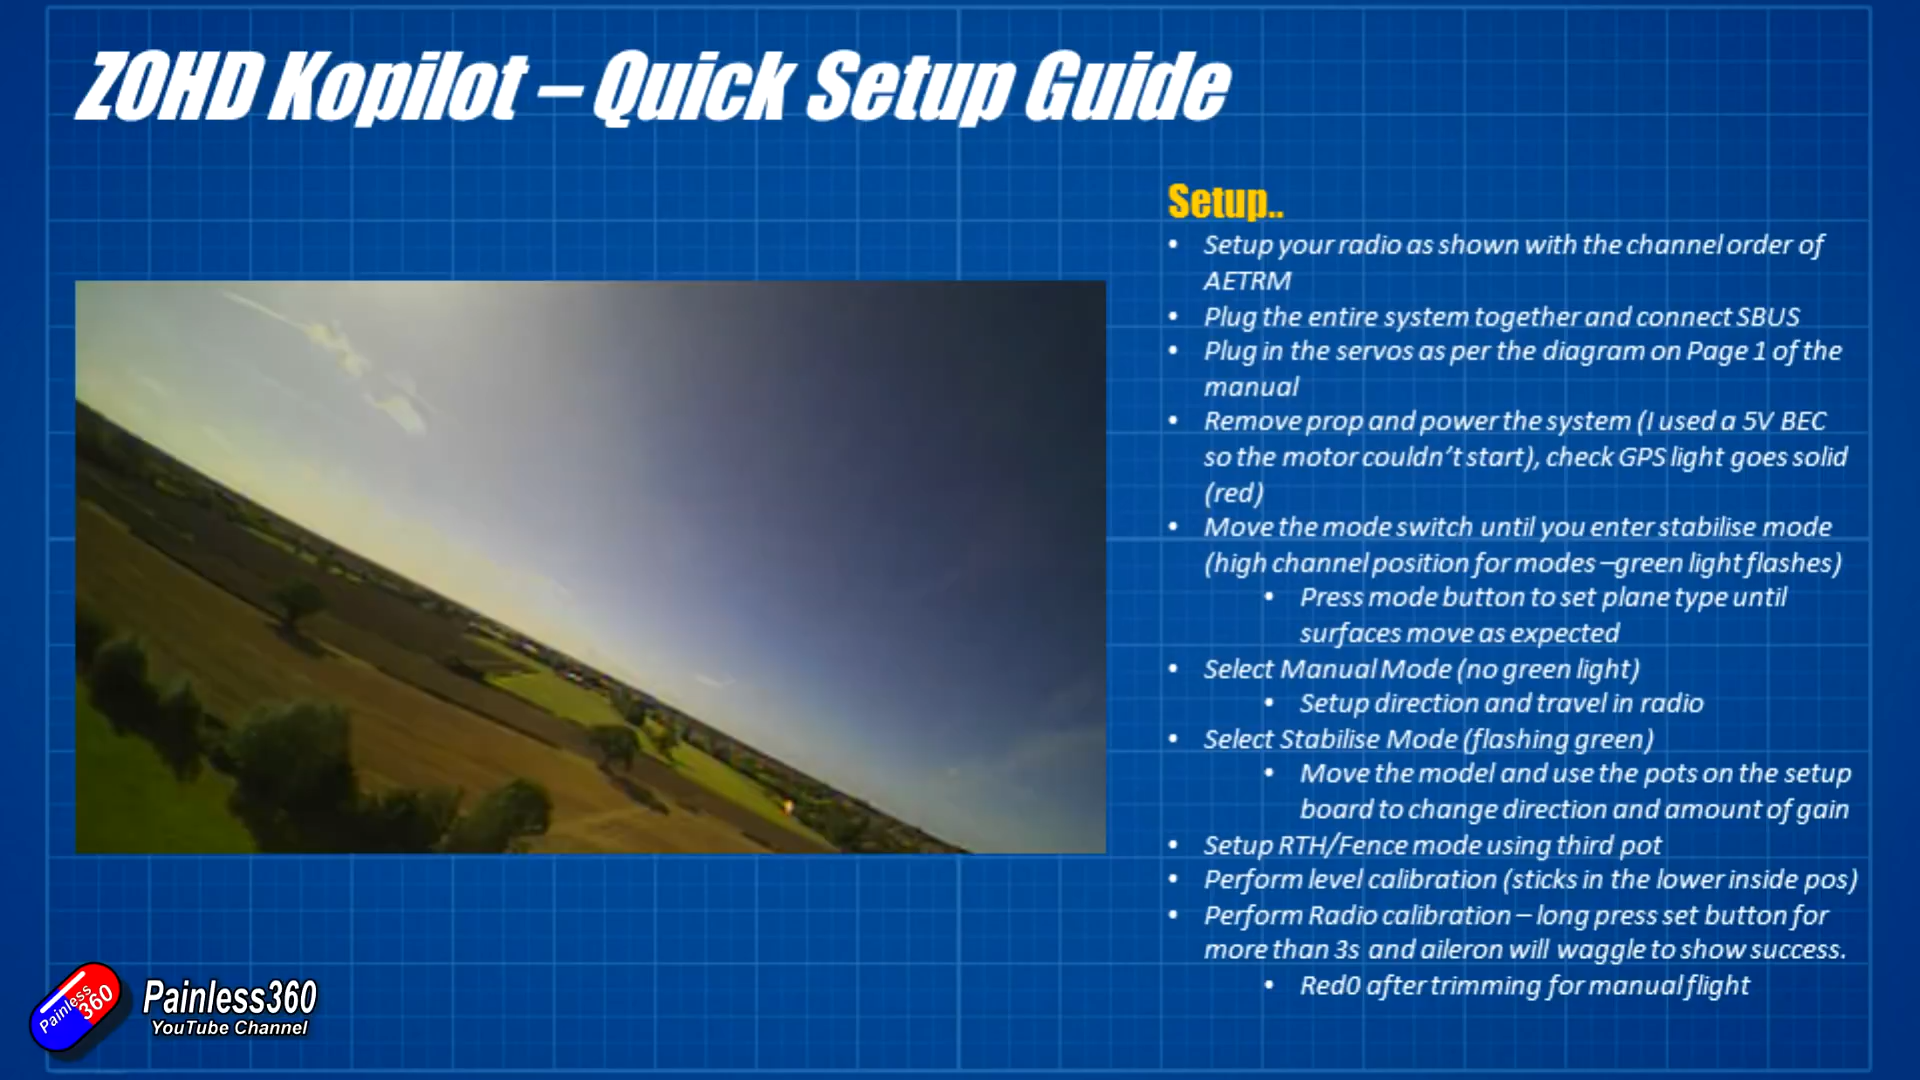 ZOHD Kopilot – Quick Setup Guide
Setup..
• Setup your radio as shown with the channel order of
AETRM
• Plug the entire system together and connect SBUS
• Plug in the servos as per the diagram on Page 1 of the
manual
• Remove prop and power the system (I used a 5V BEC
so the motor couldn't start), check GPS light goes solid
(red)
• Move the mode switch until you enter stabilise mode
(high channel position for modes –green light flashes)
• Press mode button to set plane type until
surfaces move as expected
• Select Manual Mode (no green light)
• Setup direction and travel in radio
• Select Stabilise Mode (flashing green)
• Move the model and use the pots on the setup
board to change direction and amount of gain
• Setup RTH/Fence mode using third pot
• Perform level calibration (sticks in the lower inside pos)
• Perform Radio calibration – long press set button for
more than 3s and aileron will waggle to show success.
• Red0 after trimming for manual flight
Painless
360
Painless360
YouTube Channel